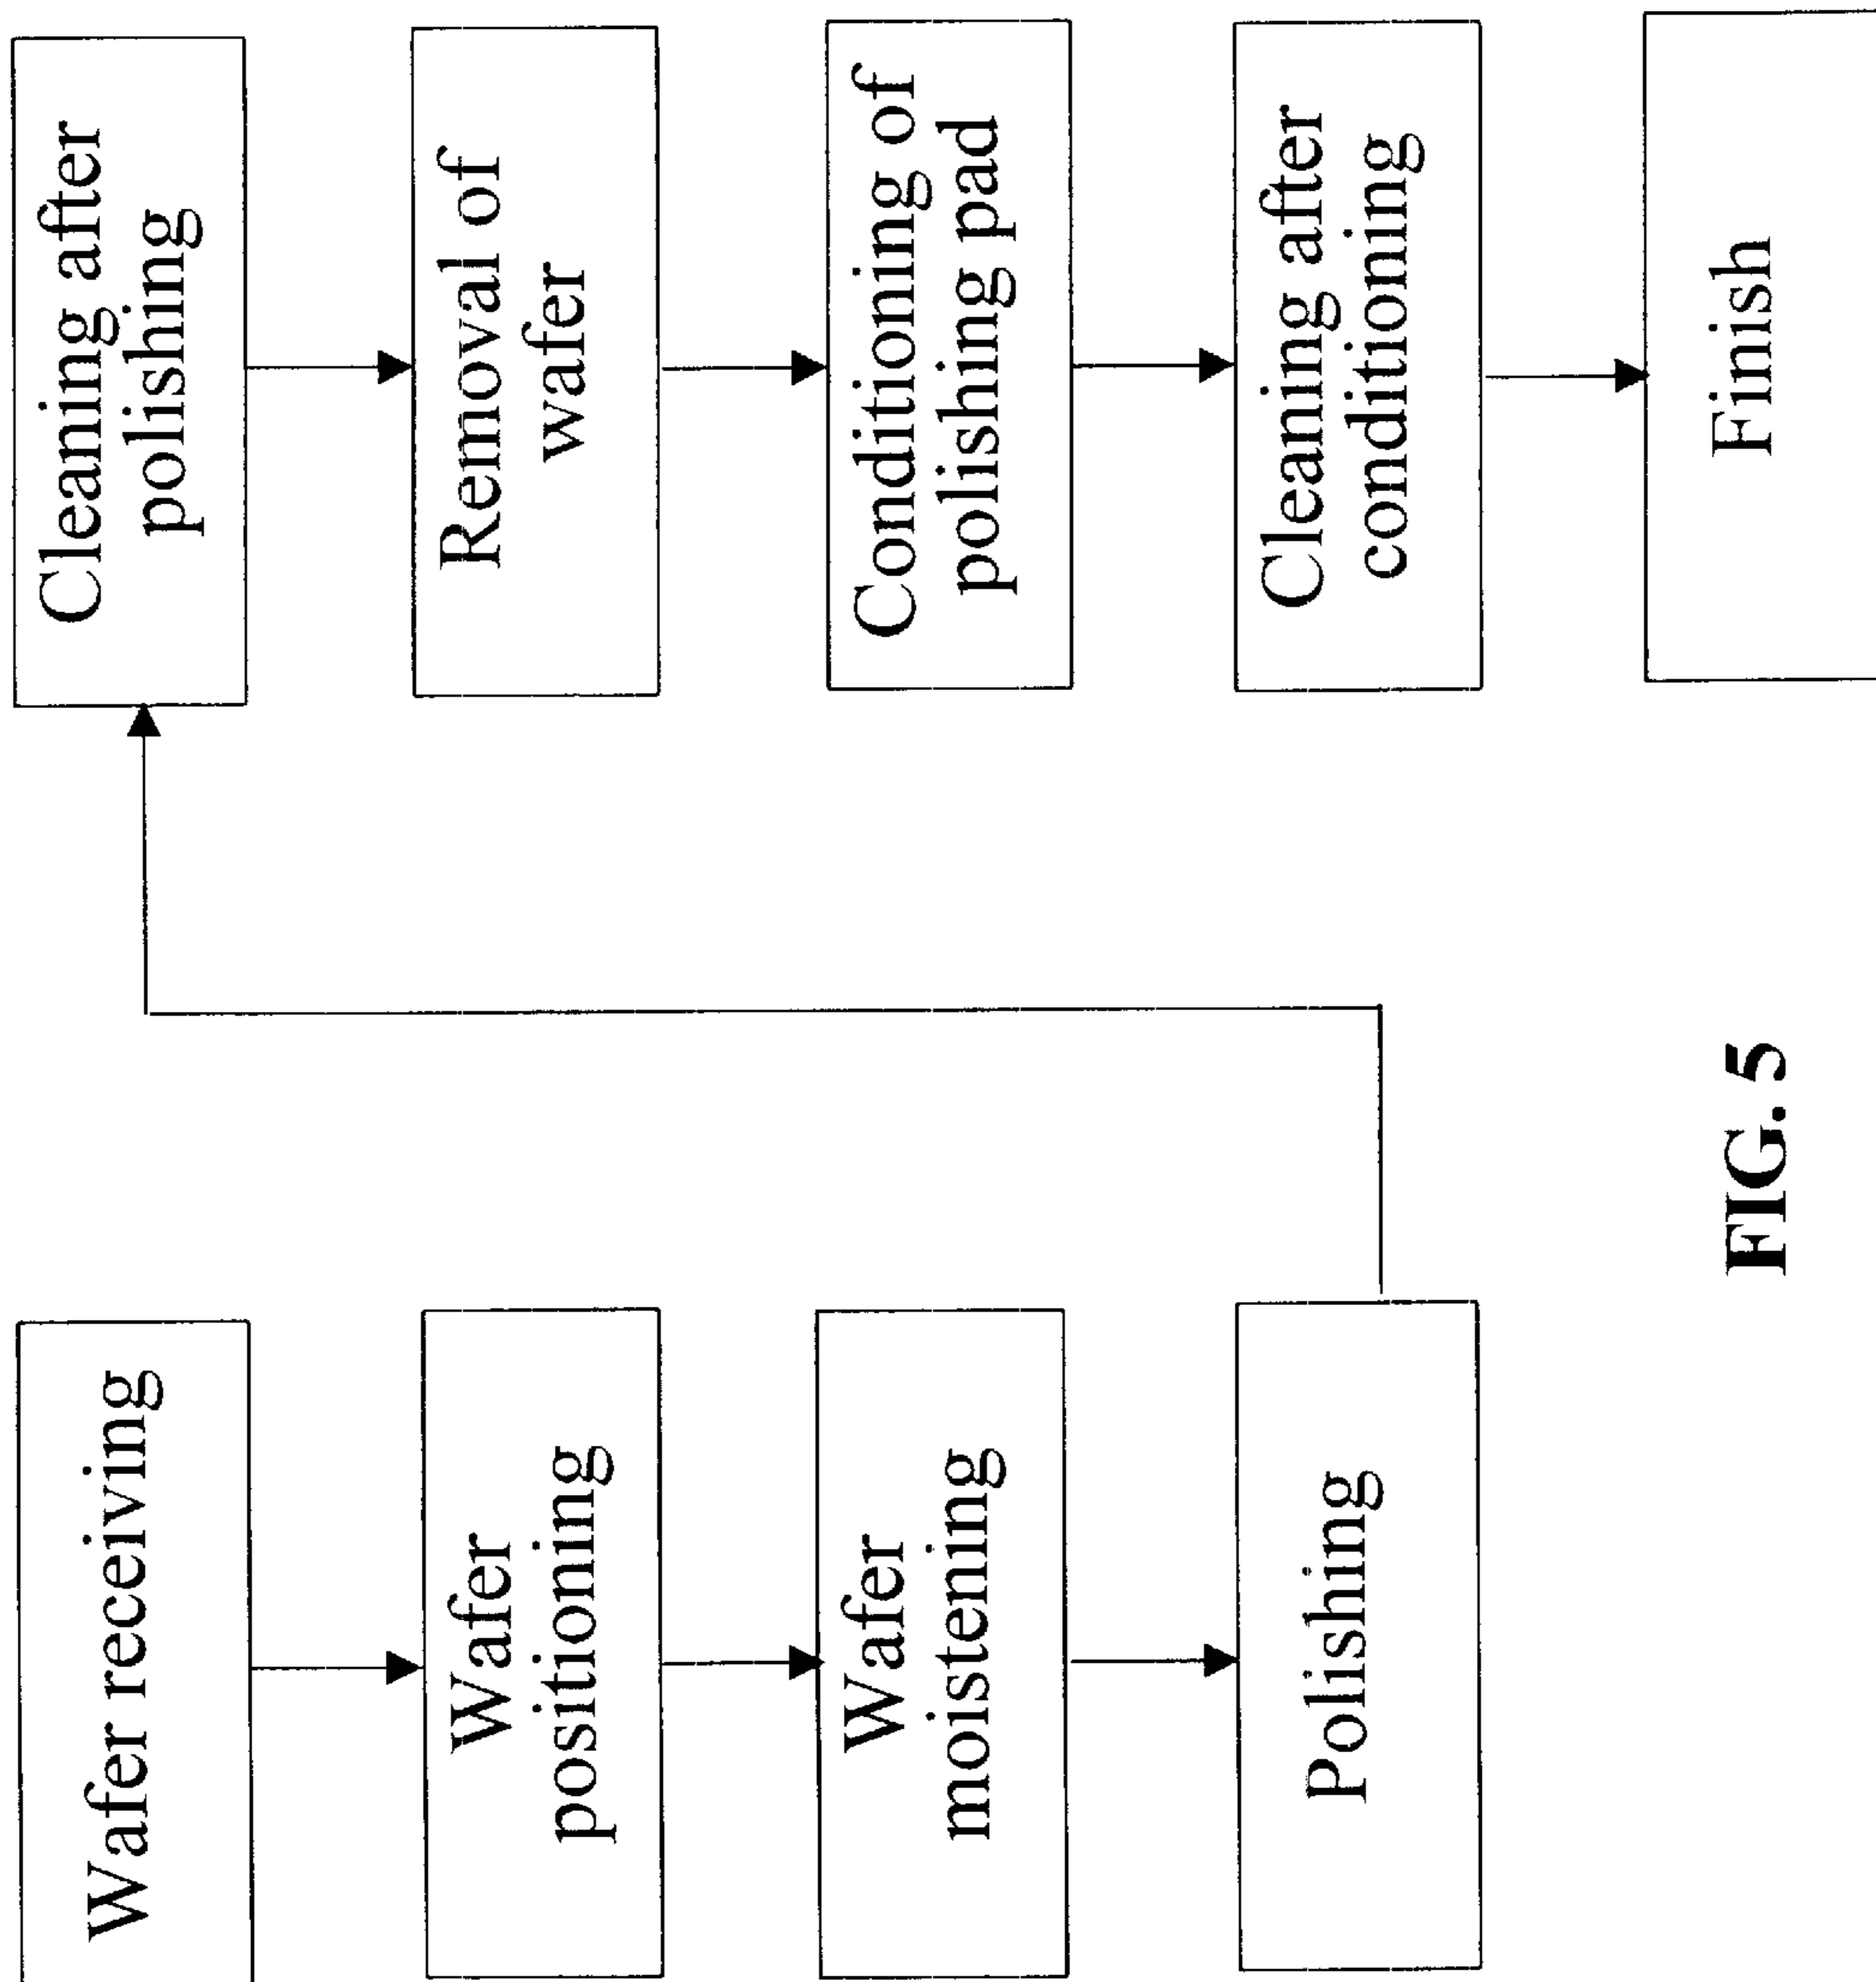 Wafer receiving
Wafer
positioning
Wafer
moistening
Polishing
Cleaning after
polishing
Removal of
wafer
Conditioning of
polishing pad
Cleaning after
conditioning
Finish
FIG. 5